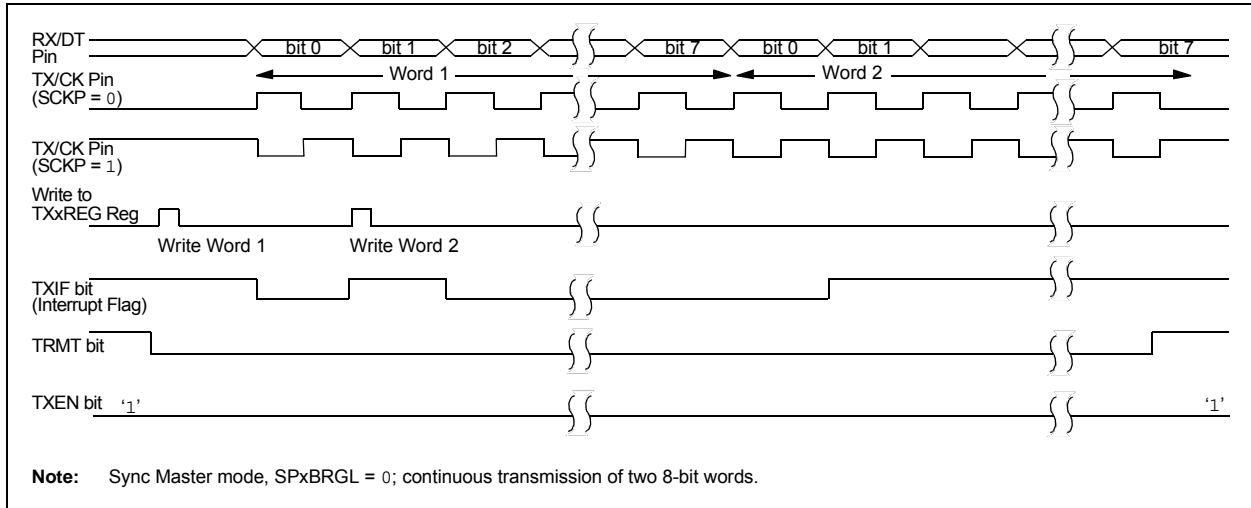 RX/DT
Pin
bit 0 bit 1 bit 2 bit 7 bit 0 bit 1 bit 7
Word 1 Word 2
TX/CK Pin
(SCKP = 0)
TX/CK Pin
(SCKP = 1)
Write to
TXxREG Reg
Write Word 1 Write Word 2
TXIF bit
(Interrupt Flag)
TRMT bit
TXEN bit ‘1’ ‘1’
Note: Sync Master mode, SPxBRGL = 0; continuous transmission of two 8-bit words.